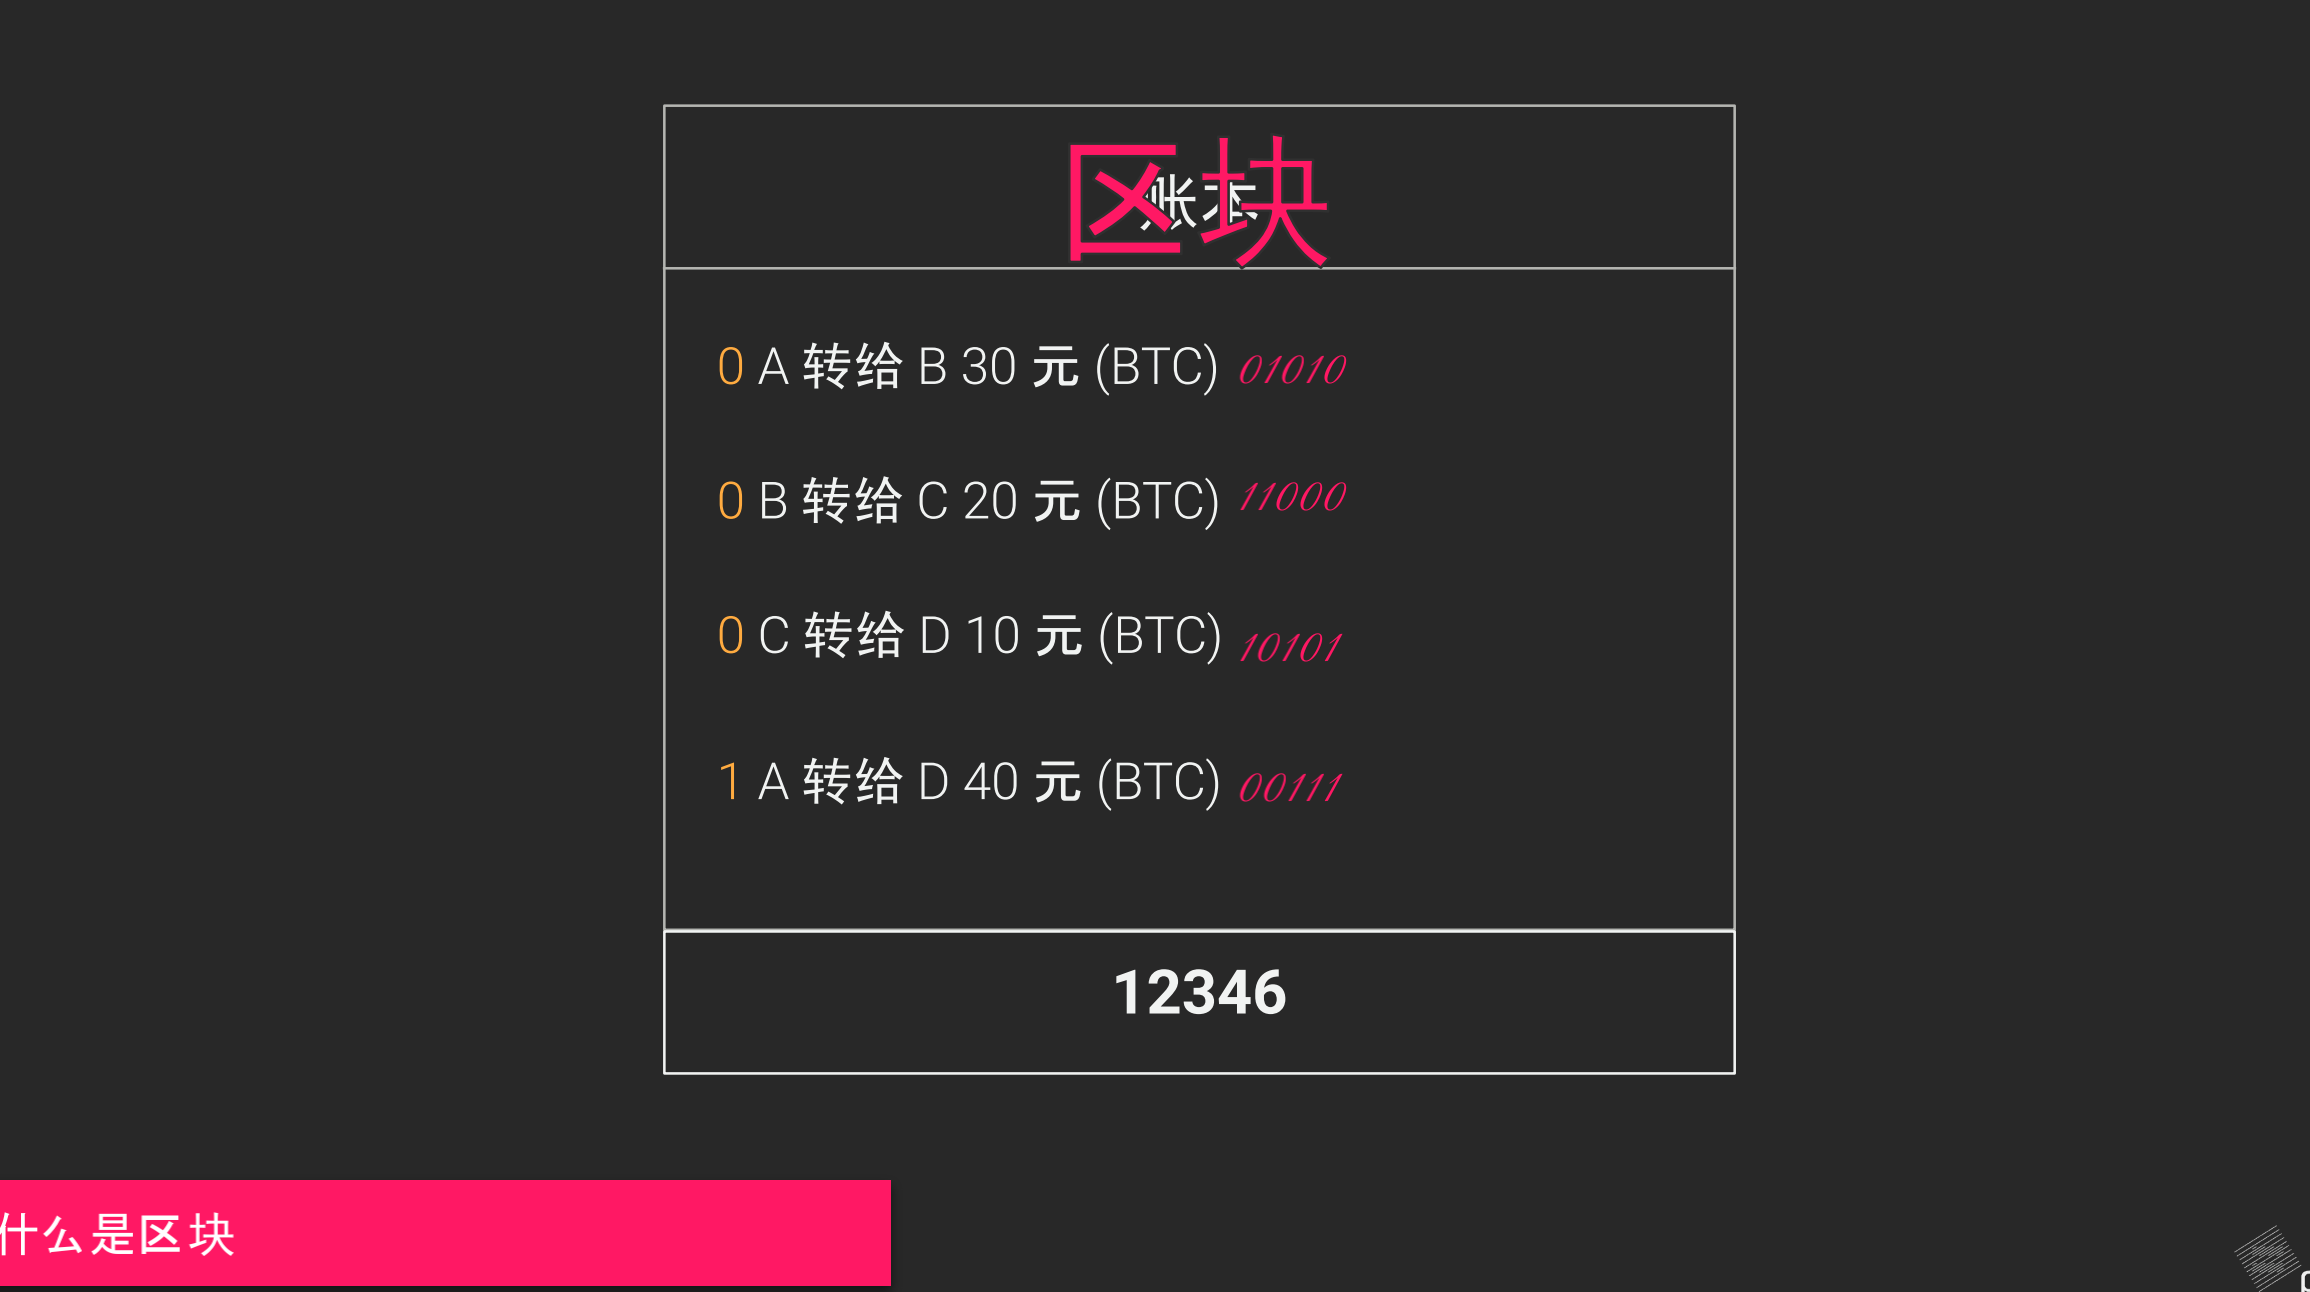 区块
账本
0 A 转给 B 30 元 (BTC) 01010
0 B 转给 C 20 元 (BTC) 11000
0 C 转给 D 10 元 (BTC) 10101
1 A 转给 D 40 元 (BTC) 00111
12346
什么是区块